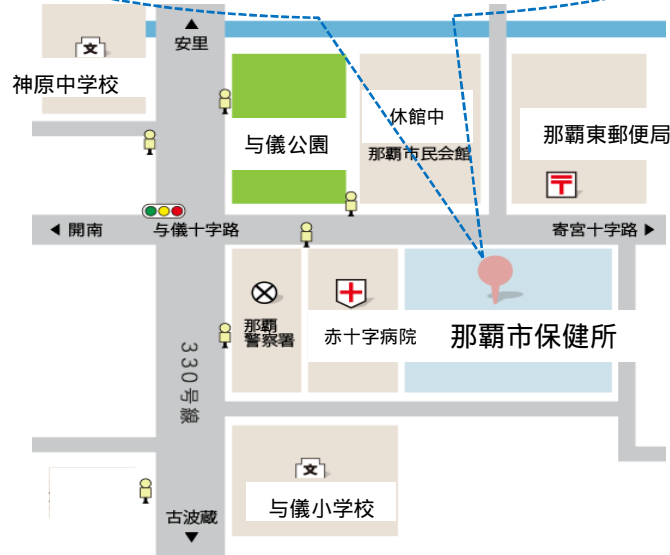 文
安里
神原中学校
休館中
那覇東郵便局
与儀公園
那覇市民会館
開南
与儀十字路
寄宮十字路
那覇
警察署
赤十字病院
那覇市保健所
330号線
文
与儀小学校
古波蔵